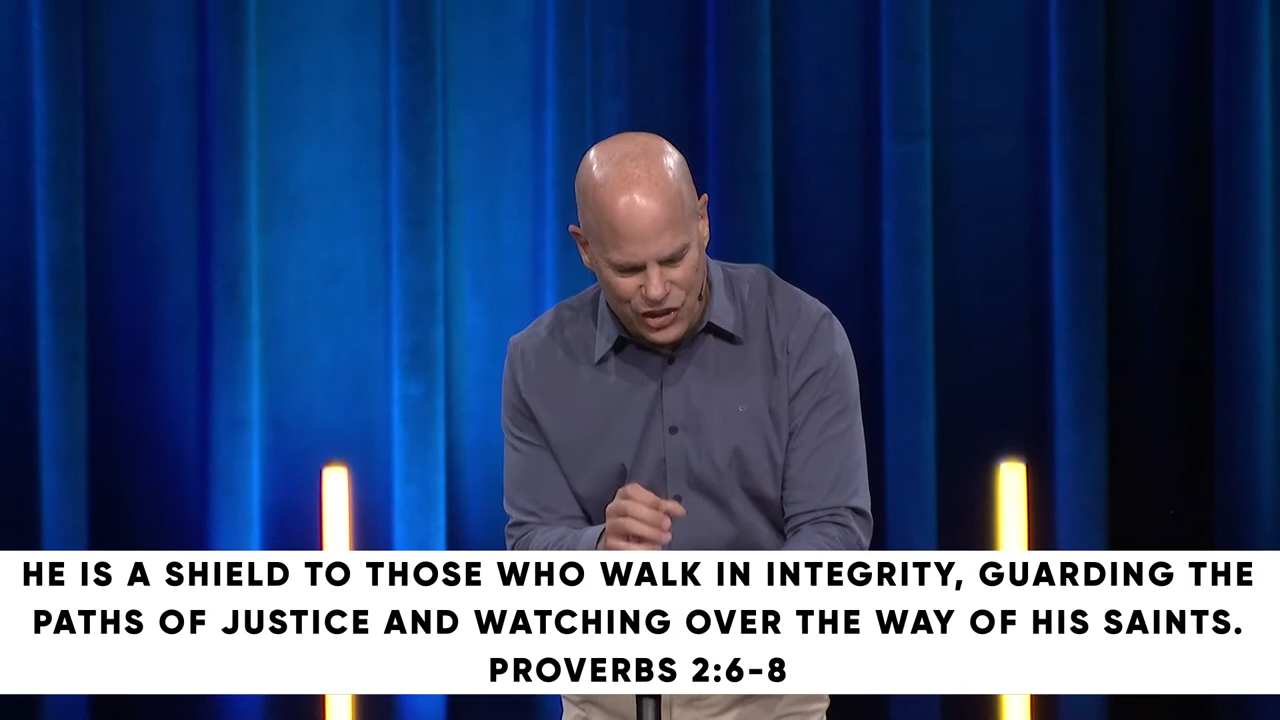 HE IS A SHIELD TO THOSE WHO WALK IN INTEGRITY, GUARDING THE
PATHS OF JUSTICE AND WATCHING OVER THE WAY OF HIS SAINTS.
PROVERBS 2:6-8